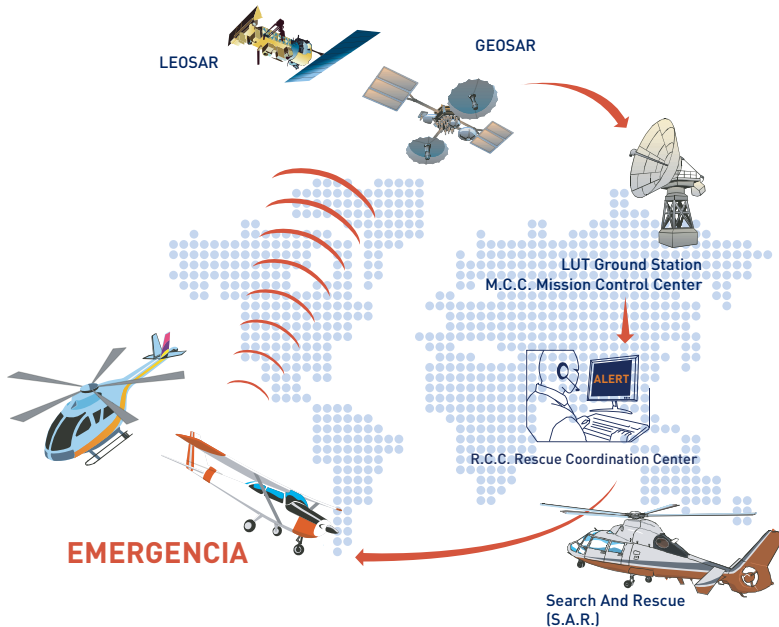 LEOSAR
GEOSAR
LUT Ground Station
M.C.C. Mission Control Center
ALERT
R.C.C. Rescue Coordination Center
EMERGENCIA
Search And Rescue
(S.A.R.)